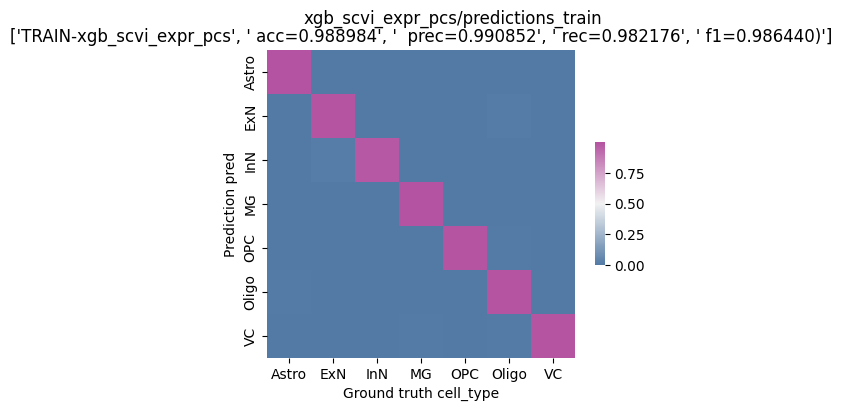 xgb_scvi_expr_pcs/predictions_train
['TRAIN-xgb_scvi_expr_pcs', ' acc=0.988984', '  prec=0.990852', ' rec=0.982176', ' f1=0.986440)']
Prediction pred
Astro
ExN
InN
MG
OPC
Oligo
VC
0.75
0.50
0.25
0.00
Astro ExN InN MG OPC Oligo VC
Ground truth cell_type